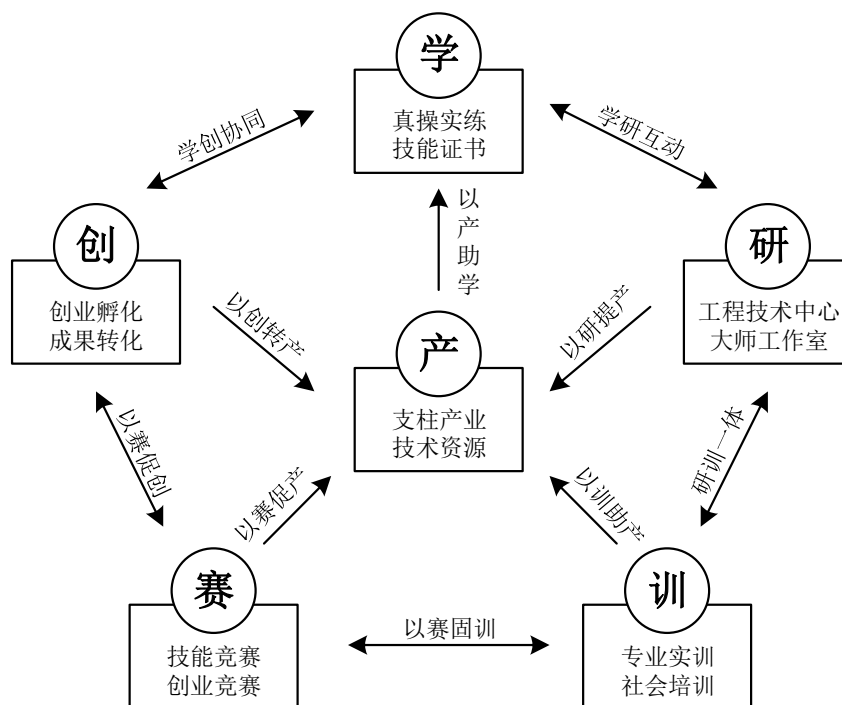 学
真操实练
技能证书
学创协同
学研互动
以产助学
创
创业孵化
成果转化
研
工程技术中心
大师工作室
以创转产
以研提产
产
支柱产业
技术资源
以赛促创
研训一体
以赛促产
以训助产
赛
技能竞赛
创业竞赛
以赛固训
训
专业实训
社会培训